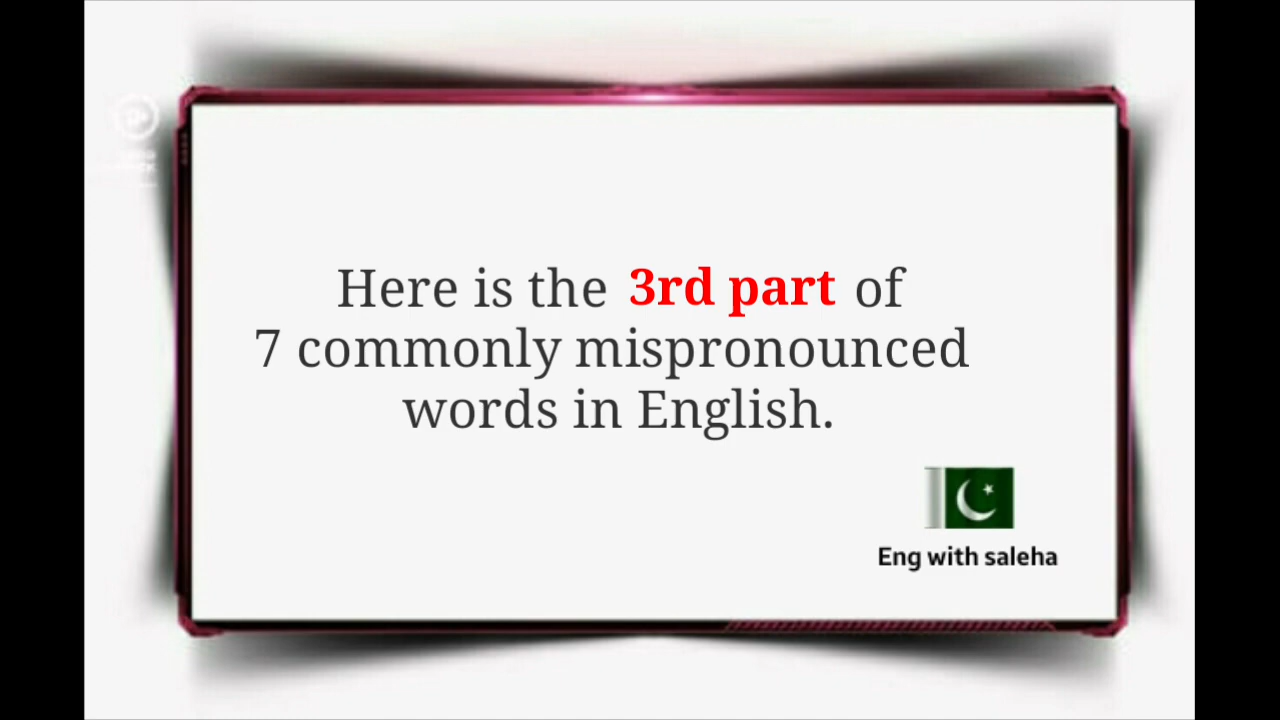 Here is the 3rd part of
7 commonly mispronounced
words in English.
Eng with saleha